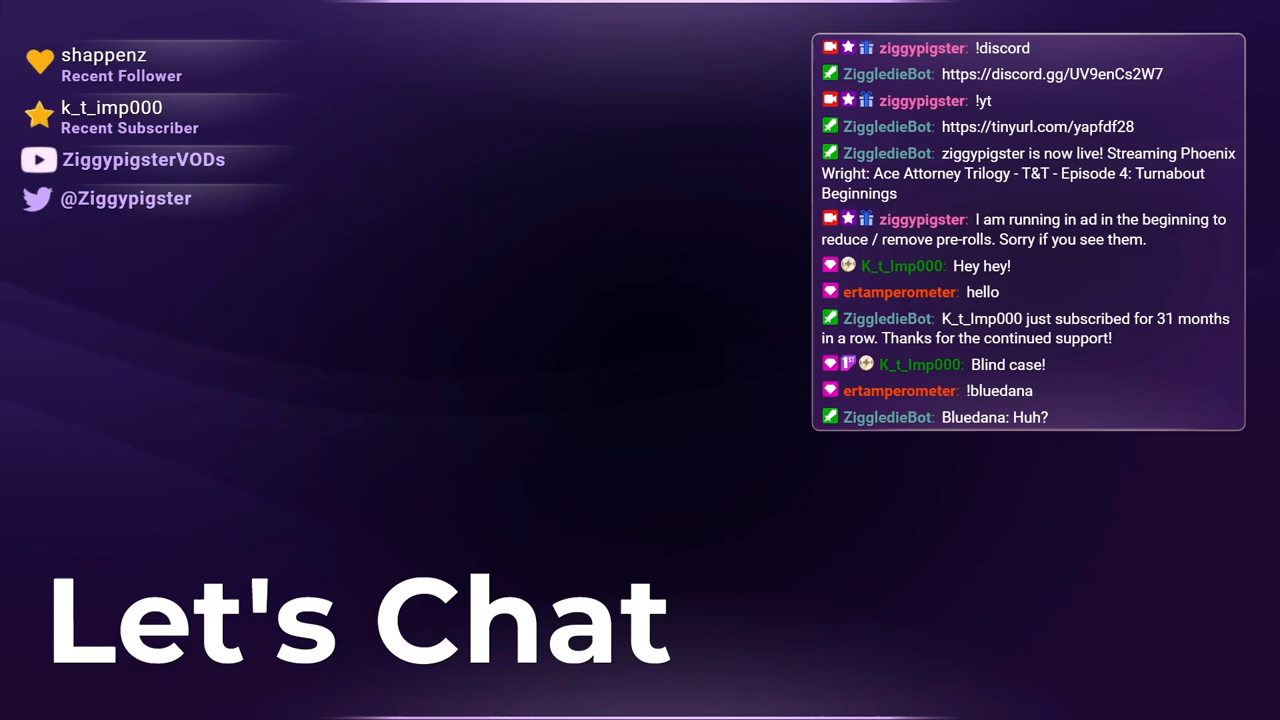 shappenz
Recent Follower
k_t_imp000
Recent Subscriber
ZiggypigsterVODs
@Ziggypigster
ziggypigster: !discord
ZiggledieBot: https://discord.gg/UV9enCs2W7
ziggypigster: !yt
ZiggledieBot: https://tinyurl.com/yapfdf28
ZiggledieBot: ziggypigster is now live! Streaming Phoenix
Wright: Ace Attorney Trilogy - T&T - Episode 4: Turnabout
Beginnings
ziggypigster: I am running in ad in the beginning to
reduce / remove pre-rolls. Sorry if you see them.
K_t_Imp000: Hey hey!
ertamperometer: hello
ZiggledieBot: K_t_Imp000 just subscribed for 31 months
in a row. Thanks for the continued support!
1ST K_t_Imp000: Blind case!
ertamperometer: !bluedana
ZiggledieBot: Bluedana: Huh?
Let's Chat